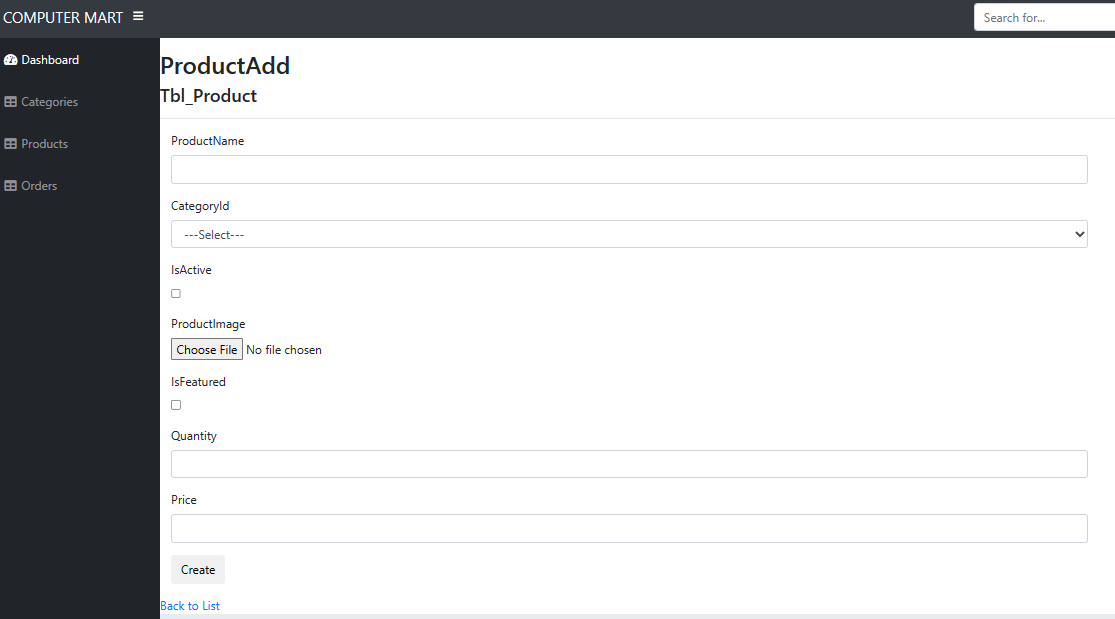 COMPUTER MART
Search for...
Dashboard
Categories
Products
Orders
ProductAdd
Tbl_Product
ProductName
CategoryId
---Select---
IsActive
ProductImage
Choose File No file chosen
IsFeatured
Quantity
Price
Create
Back to List